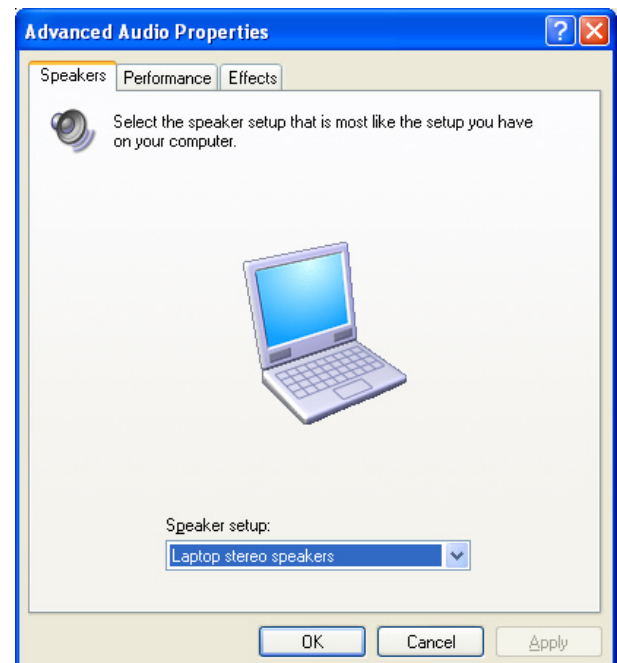 Advanced Audio Properties
Speakers Performance Effects
Select the speaker setup that is most like the setup you have
on your computer.
Speaker setup:
Laptop stereo speakers
OK Cancel Apply